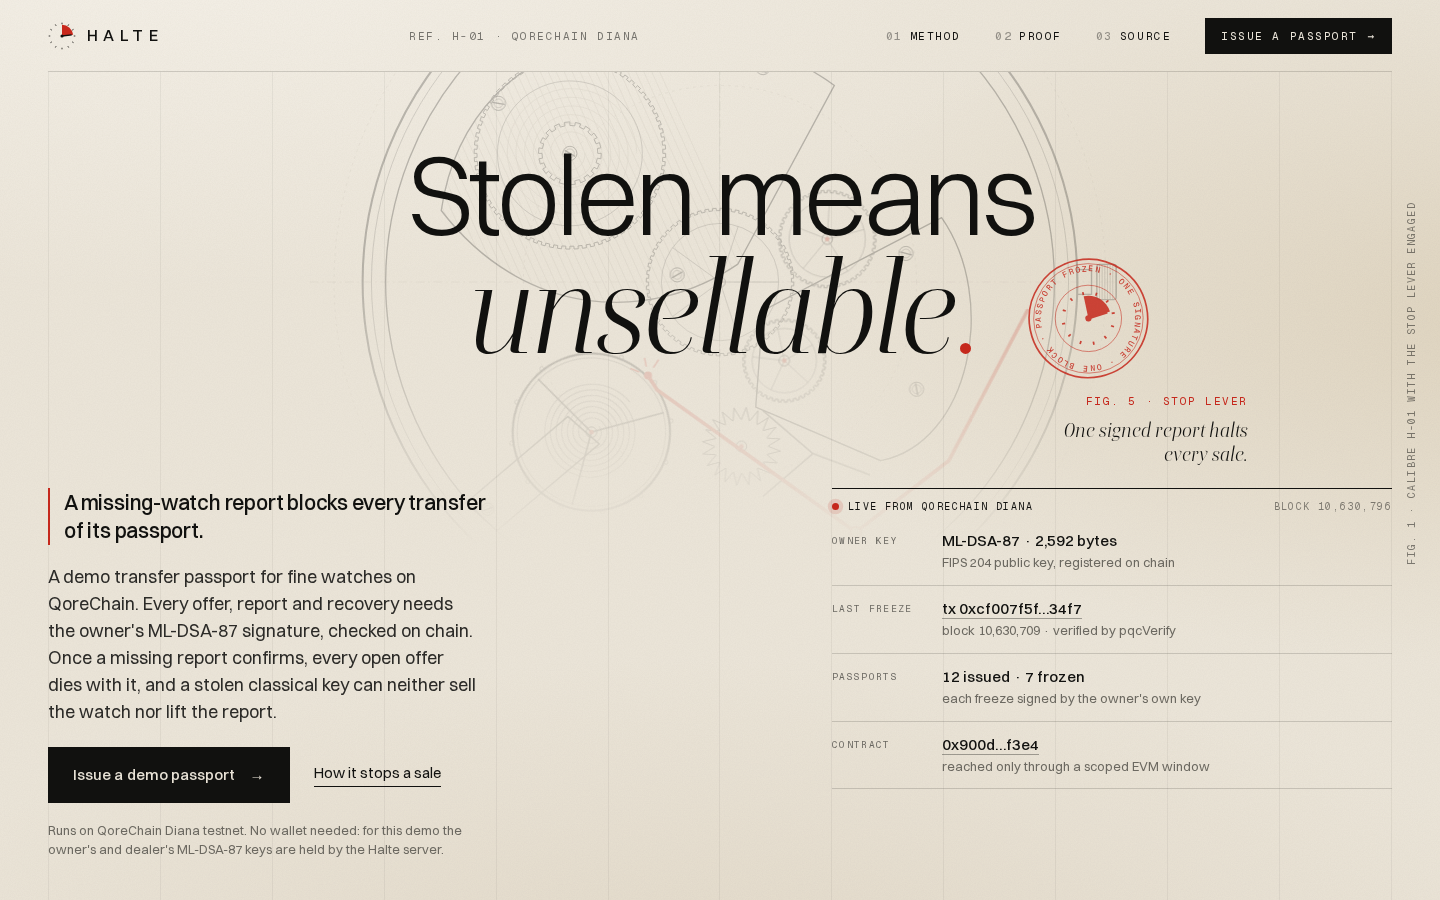 HALTE
REF. H-01 · QORECHAIN DIANA
01 METHOD
02 PROOF
03 SOURCE
ISSUE A PASSPORT →
Stolen means
unsellable.
PASSPORT FROZEN · ONE SIGNATURE · ONE BLOCK ·
FIG. 5 · STOP LEVER
One signed report halts
every sale.
FIG. 1 · CALIBRE H-01 WITH THE STOP LEVER ENGAGED
A missing-watch report blocks every transfer
of its passport.
A demo transfer passport for fine watches on
QoreChain. Every offer, report and recovery needs
the owner's ML-DSA-87 signature, checked on chain.
Once a missing report confirms, every open offer
dies with it, and a stolen classical key can neither sell
the watch nor lift the report.
Issue a demo passport →
How it stops a sale
Runs on QoreChain Diana testnet. No wallet needed: for this demo the
owner's and dealer's ML-DSA-87 keys are held by the Halte server.
LIVE FROM QORECHAIN DIANA
BLOCK 10,630,796
OWNER KEY
ML-DSA-87 · 2,592 bytes
FIPS 204 public key, registered on chain
LAST FREEZE
tx 0xcf007f5f…34f7
block 10,630,709 · verified by pqcVerify
PASSPORTS
12 issued · 7 frozen
each freeze signed by the owner's own key
CONTRACT
0x900d…f3e4
reached only through a scoped EVM window